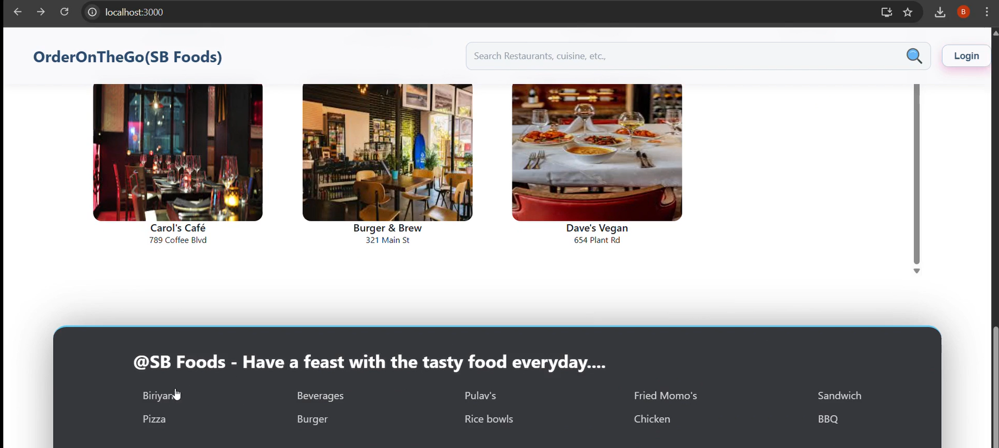 localhost:3000
B
OrderOnTheGo(SB Foods)
Search Restaurants, cuisine, etc.,
Login
Carol's Café
Burger & Brew
Dave's Vegan
789 Coffee Blvd
321 Main St
654 Plant Rd
@SB Foods - Have a feast with the tasty food everyday....
Beverages
Pulav's
Fried Momo's
Sandwich
Pizza
Burger
Rice bowls
Chicken
BBQ